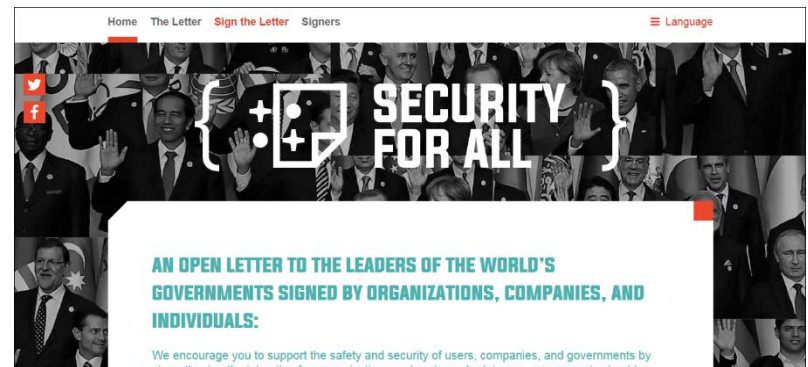 Home The Letter Sign the Letter Signers
Language
SECURITY
FOR ALL
AN OPEN LETTER TO THE LEADERS OF THE WORLD'S
GOVERNMENTS SIGNED BY ORGANIZATIONS, COMPANIES, AND
INDIVIDUALS:
We encourage you to support the safety and security of users, companies, and governments by